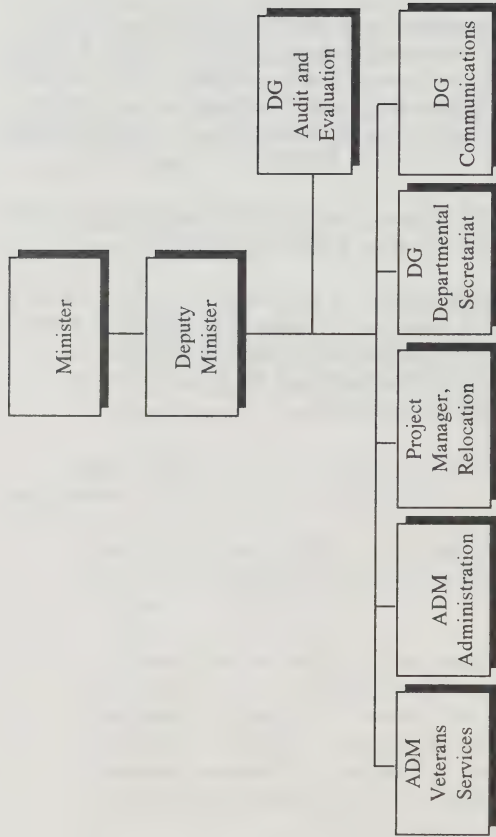 Minister
Deputy
Minister
DG
Audit and
Evaluation
ADM
Veterans
Services
ADM
Administration
Project
Manager,
Relocation
DG
Departmental
Secretariat
DG
Communications